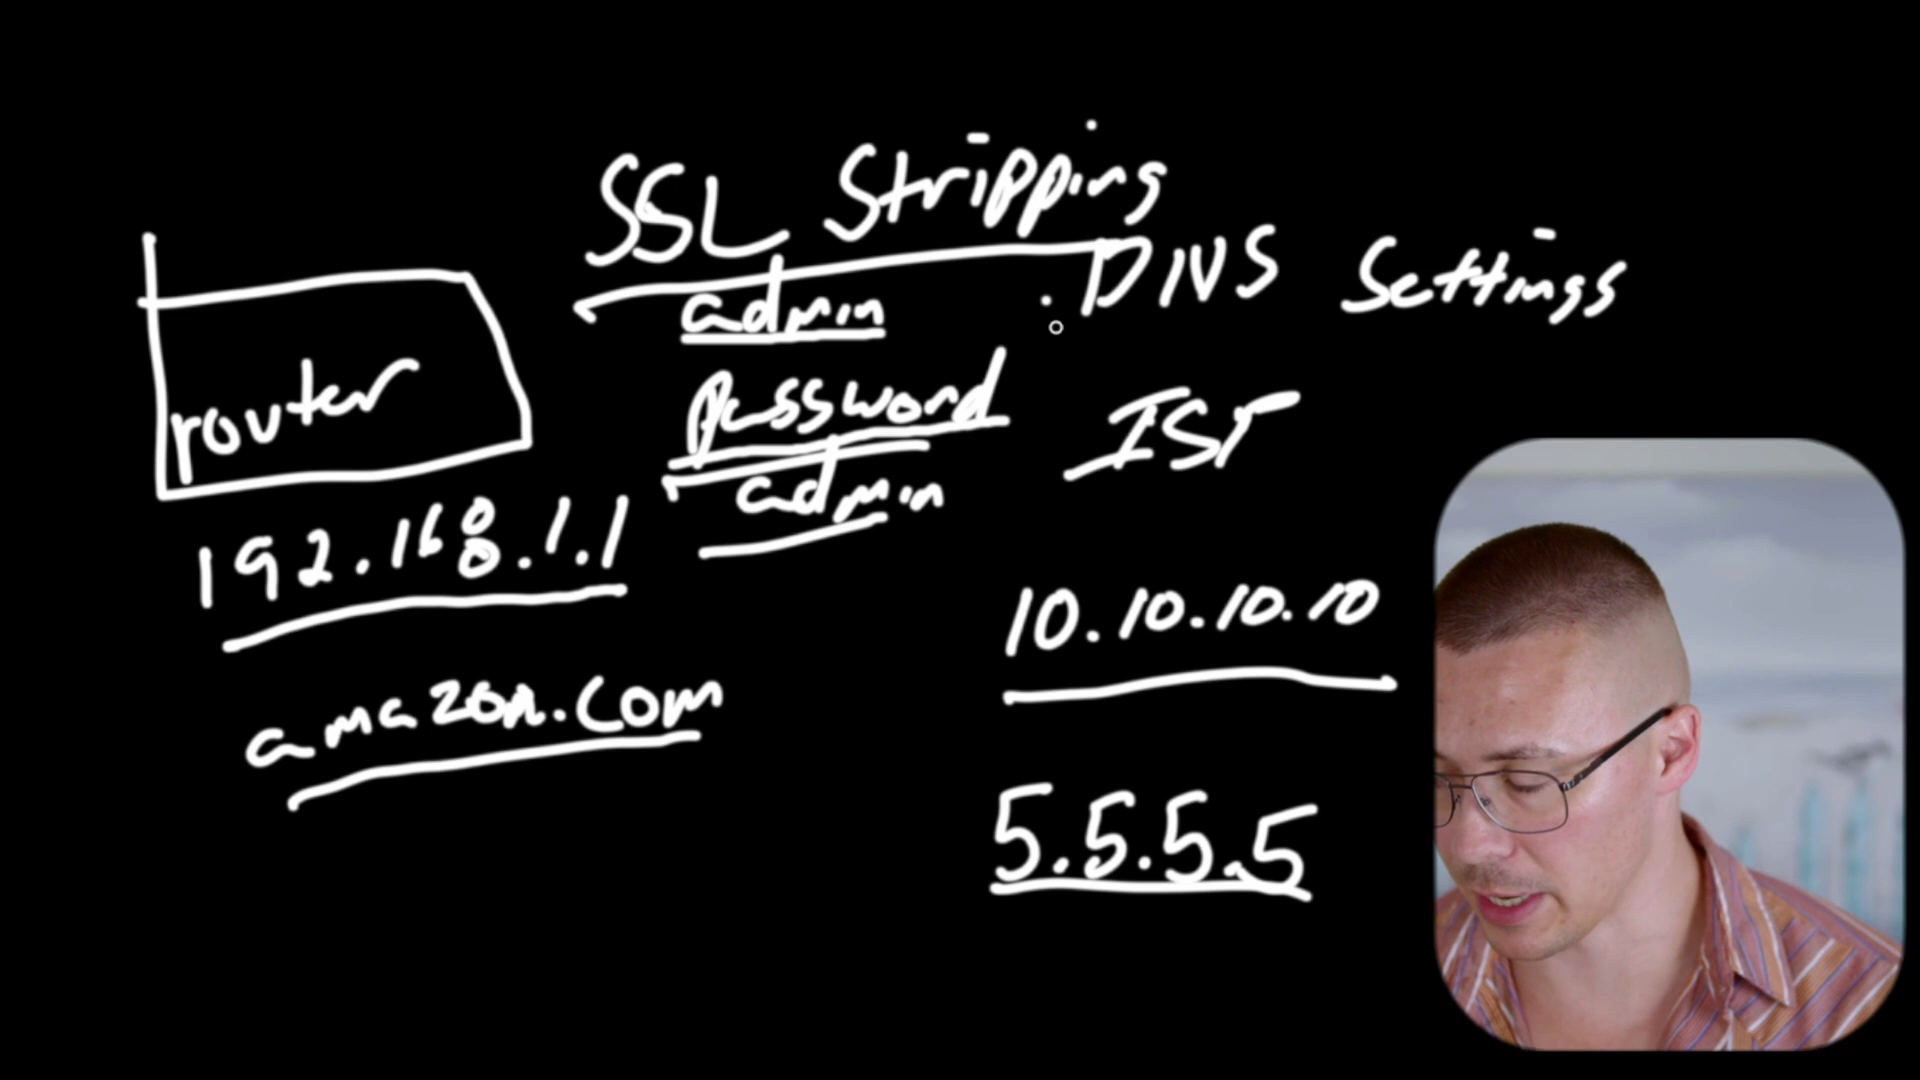 SSL Stripping
DNS Settings
admin
router
password
ISP
admin
192.168.1.1
10.10.10.10
amazon.com
5.5.5.5